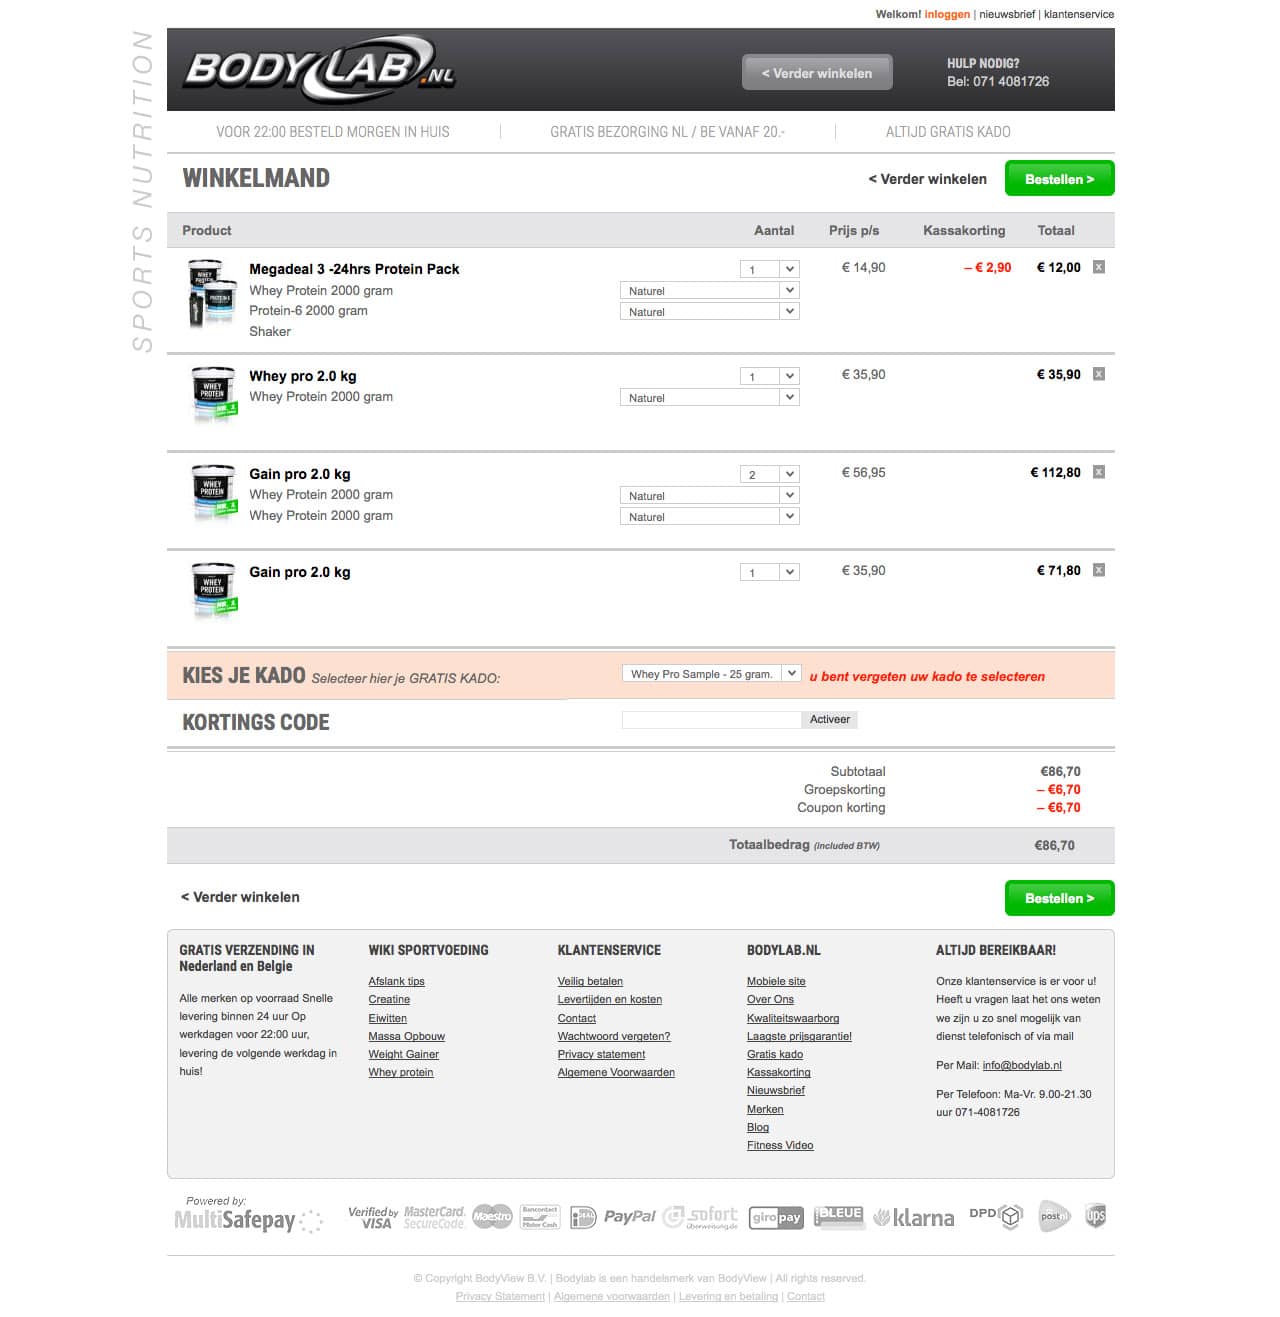 Welkom! inloggen | nieuwsbrief | klantenservice
SPORTS NUTRITION
BODYLAB.NL
< Verder winkelen
HULP NODIG?
Bel: 071 4081726
VOOR 22:00 BESTELD MORGEN IN HUIS
GRATIS BEZORGING NL / BE VANAF 20.-
ALTIJD GRATIS KADO
WINKELMAND
< Verder winkelen
Bestellen >
Product Aantal Prijs p/s Kassakorting Totaal
Megadeal 3 -24hrs Protein Pack 1 € 14,90 – € 2,90 € 12,00 x
Whey Protein 2000 gram Naturel
Protein-6 2000 gram Naturel
Shaker
Whey pro 2.0 kg 1 € 35,90 € 35,90 x
Whey Protein 2000 gram Naturel
Gain pro 2.0 kg 2 € 56,95 € 112,80 x
Whey Protein 2000 gram Naturel
Whey Protein 2000 gram Naturel
Gain pro 2.0 kg 1 € 35,90 € 71,80 x
WHEY
PROTEIN
KIES JE KADO Selecteer hier je GRATIS KADO: Whey Pro Sample - 25 gram. u bent vergeten uw kado te selecteren
KORTINGS CODE Activeer
Subtotaal €86,70
Groepskorting – €6,70
Coupon korting – €6,70
Totaalbedrag (included BTW) €86,70
< Verder winkelen
Bestellen >
GRATIS VERZENDING IN
Nederland en Belgie
Alle merken op voorraad Snelle
levering binnen 24 uur Op
werkdagen voor 22:00 uur,
levering de volgende werkdag in
huis!
WIKI SPORTVOEDING
Afslank tips
Creatine
Eiwitten
Massa Opbouw
Weight Gainer
Whey protein
KLANTENSERVICE
Veilig betalen
Levertijden en kosten
Contact
Wachtwoord vergeten?
Privacy statement
Algemene Voorwaarden
BODYLAB.NL
Mobiele site
Over Ons
Kwaliteitswaarborg
Laagste prijsgarantie!
Gratis kado
Kassakorting
Nieuwsbrief
Merken
Blog
Fitness Video
ALTIJD BEREIKBAAR!
Onze klantenservice is er voor u!
Heeft u vragen laat het ons weten
we zijn u zo snel mogelijk van
dienst telefonisch of via mail
Per Mail: info@bodylab.nl
Per Telefoon: Ma-Vr. 9.00-21.30
uur 071-4081726
Powered by:
MultiSafepay
Verified by
VISA
MasterCard.
SecureCode.
Maestro
Bancontact
Mister Cash
iDEAL
PayPal
sofort
überweisung.de
giropay
BLEUE
klarna
DPD
postnl
ups
© Copyright BodyView B.V. | Bodylab is een handelsmerk van BodyView | All rights reserved.
Privacy Statement | Algemene voorwaarden | Levering en betaling | Contact